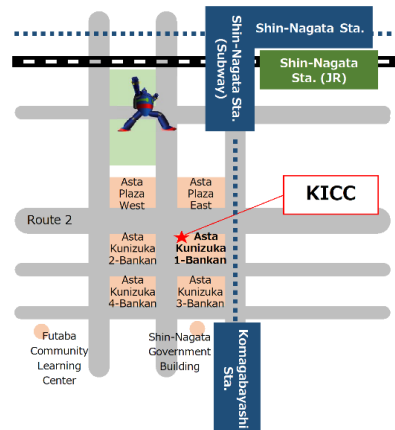 Shin-Nagata Sta.
Shin-Nagata Sta.
(Subway)
Shin-Nagata
Sta. (JR)
Asta
Plaza
West
Asta
Plaza
East
KICC
Route 2
Asta
Kunizuka
2-Bankan
Asta
Kunizuka
1-Bankan
Asta
Kunizuka
4-Bankan
Asta
Kunizuka
3-Bankan
Futaba
Community
Learning
Center
Shin-Nagata
Government
Building
Komagabayashi
Sta.